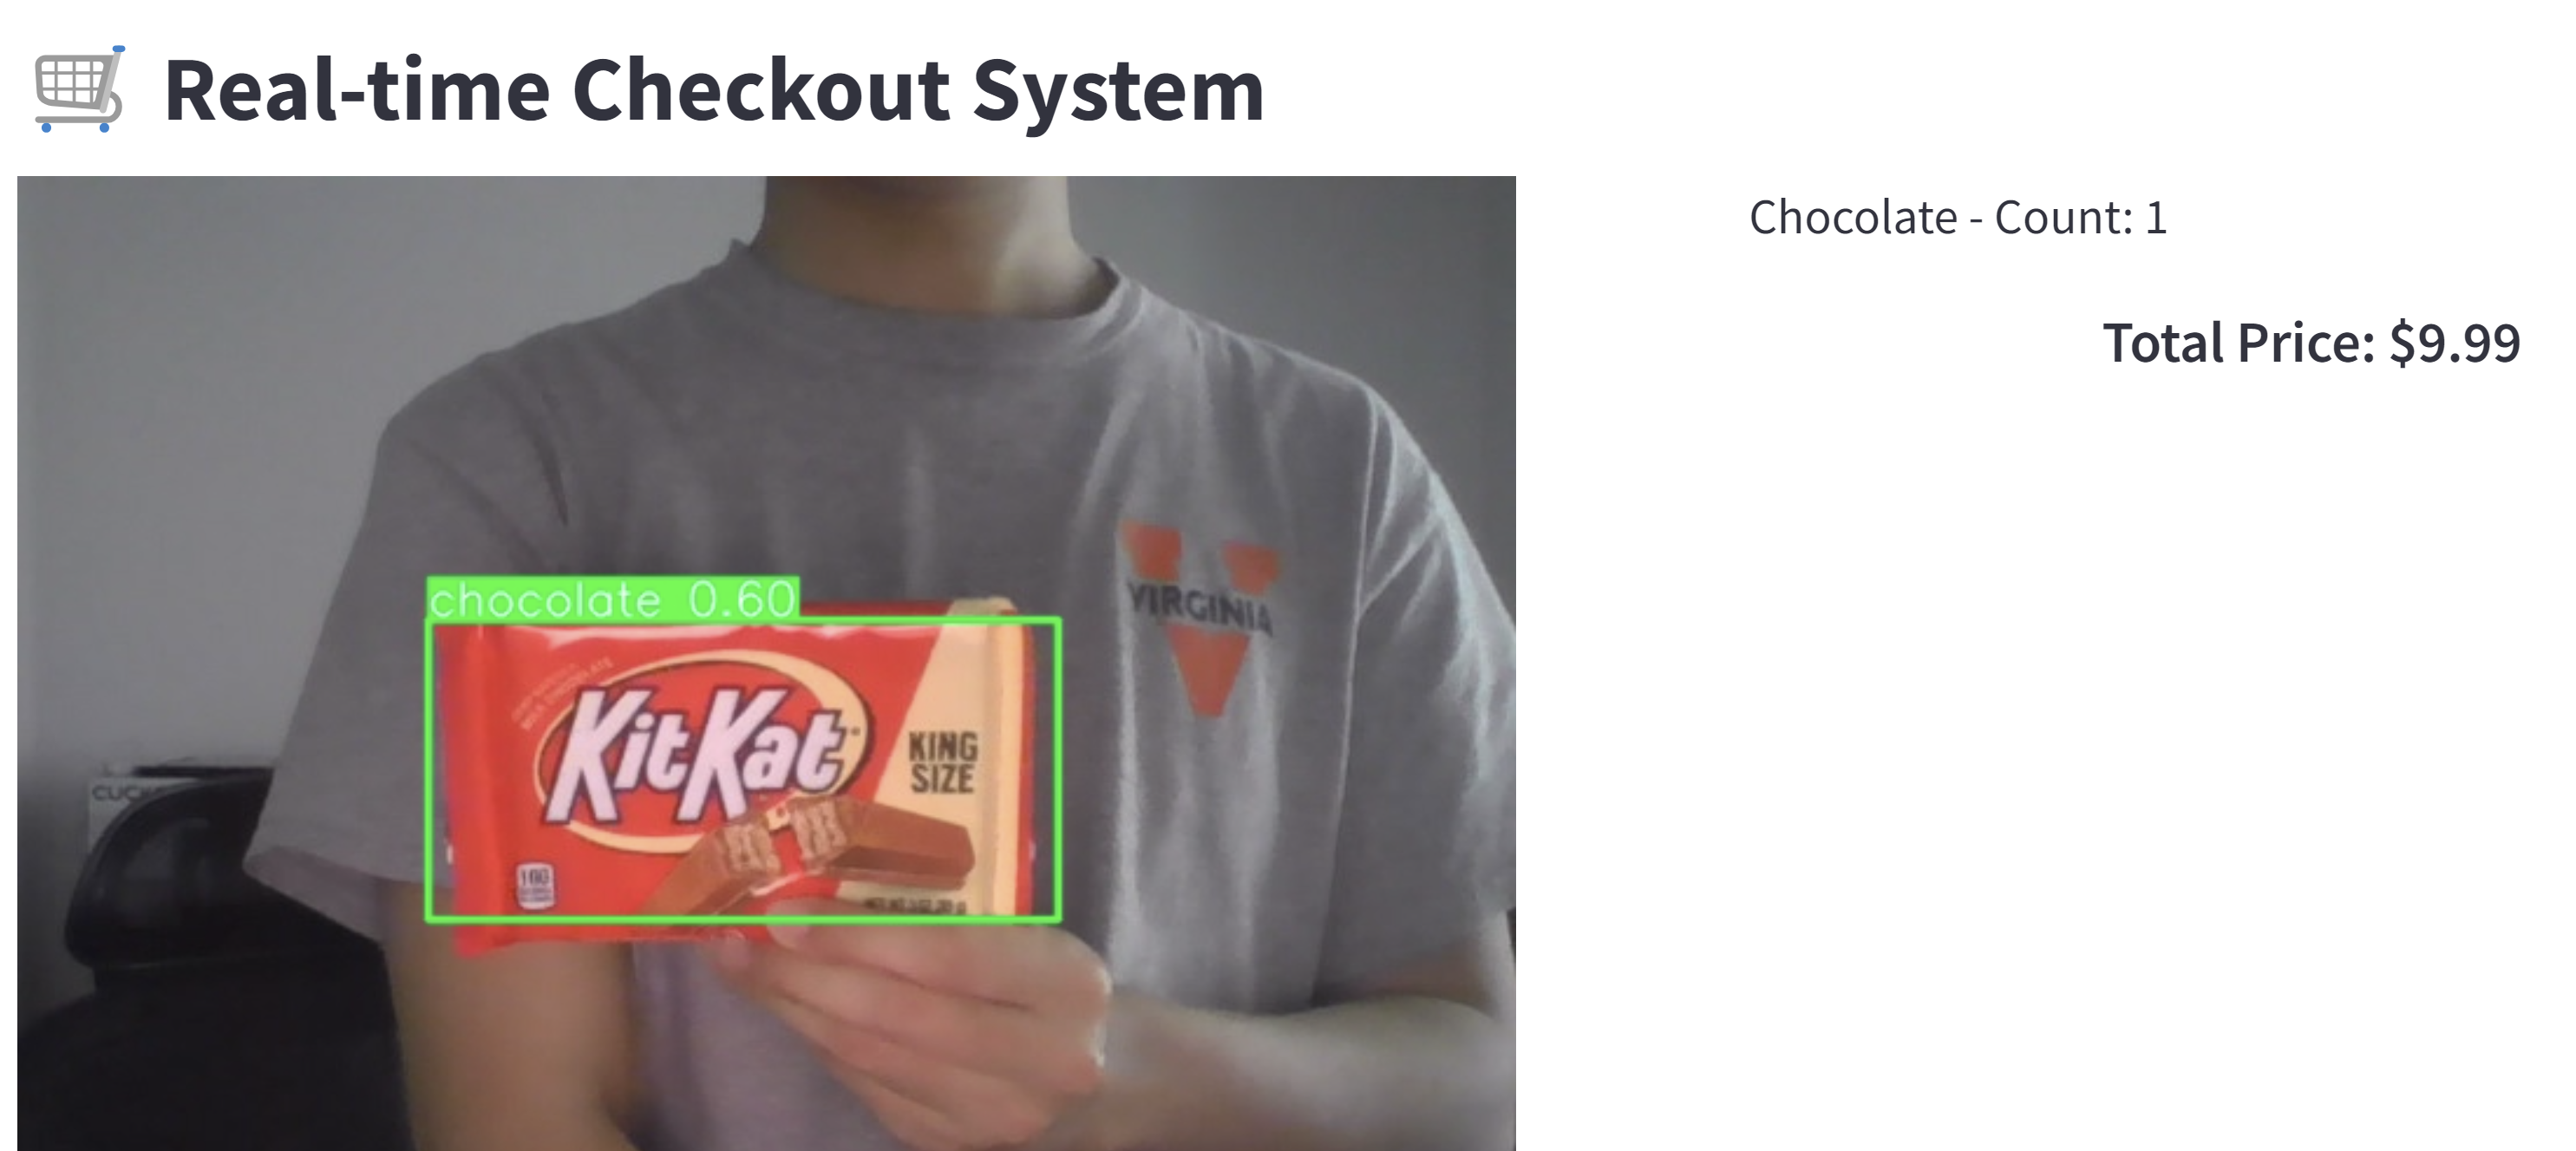 Real-time Checkout System
Chocolate - Count: 1
Total Price: $9.99
chocolate 0.60
VIRGINIA
KitKat
KING
SIZE